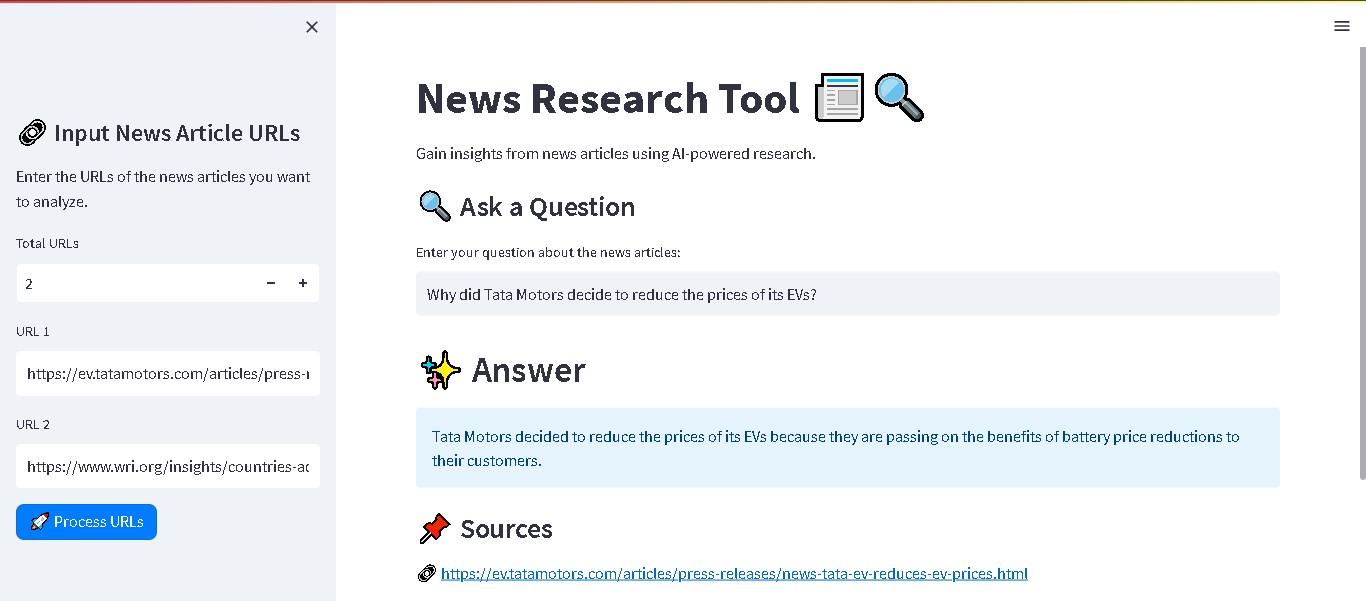 Input News Article URLs
Enter the URLs of the news articles you want
to analyze.
Total URLs
2
URL 1
https://ev.tatamotors.com/articles/press-r
URL 2
https://www.wri.org/insights/countries-ac
Process URLs
News Research Tool
Gain insights from news articles using AI-powered research.
Ask a Question
Enter your question about the news articles:
Why did Tata Motors decide to reduce the prices of its EVs?
Answer
Tata Motors decided to reduce the prices of its EVs because they are passing on the benefits of battery price reductions to
their customers.
Sources
https://ev.tatamotors.com/articles/press-releases/news-tata-ev-reduces-ev-prices.html